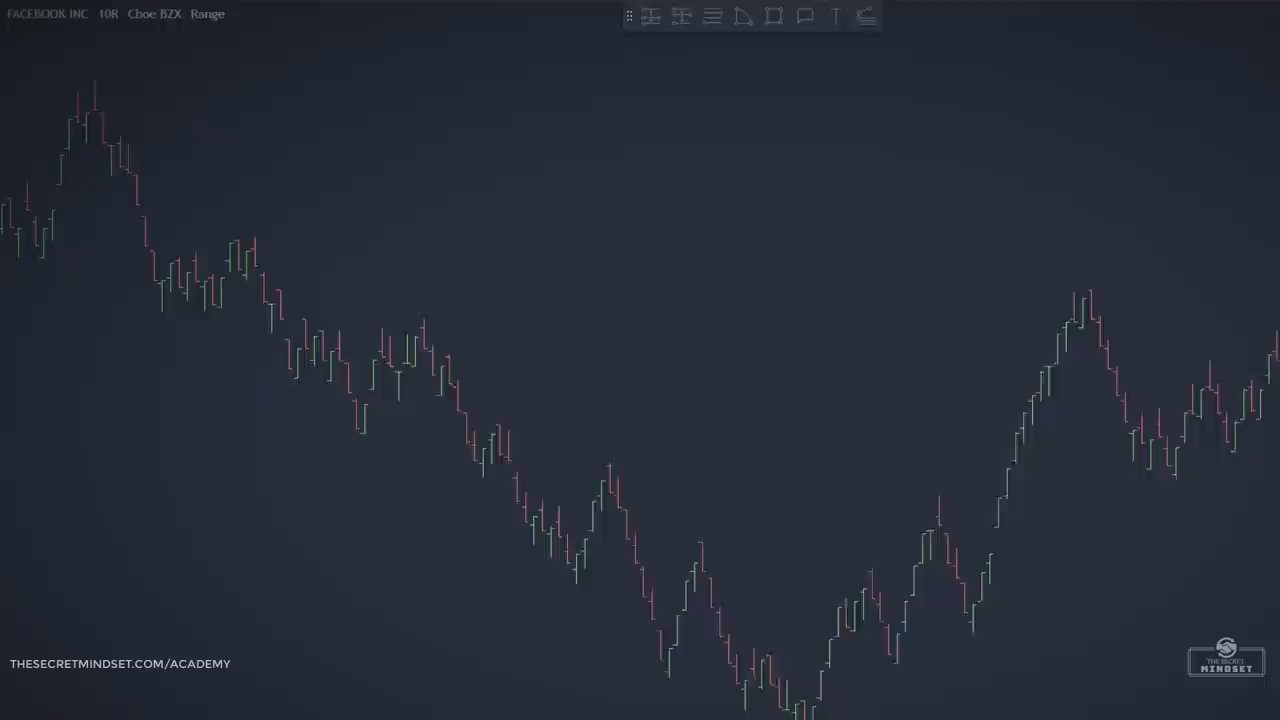 FACEBOOK INC 10R Cboe BZX Range
THESECRETMINDSET.COM/ACADEMY
THE SECRET
MINDSET